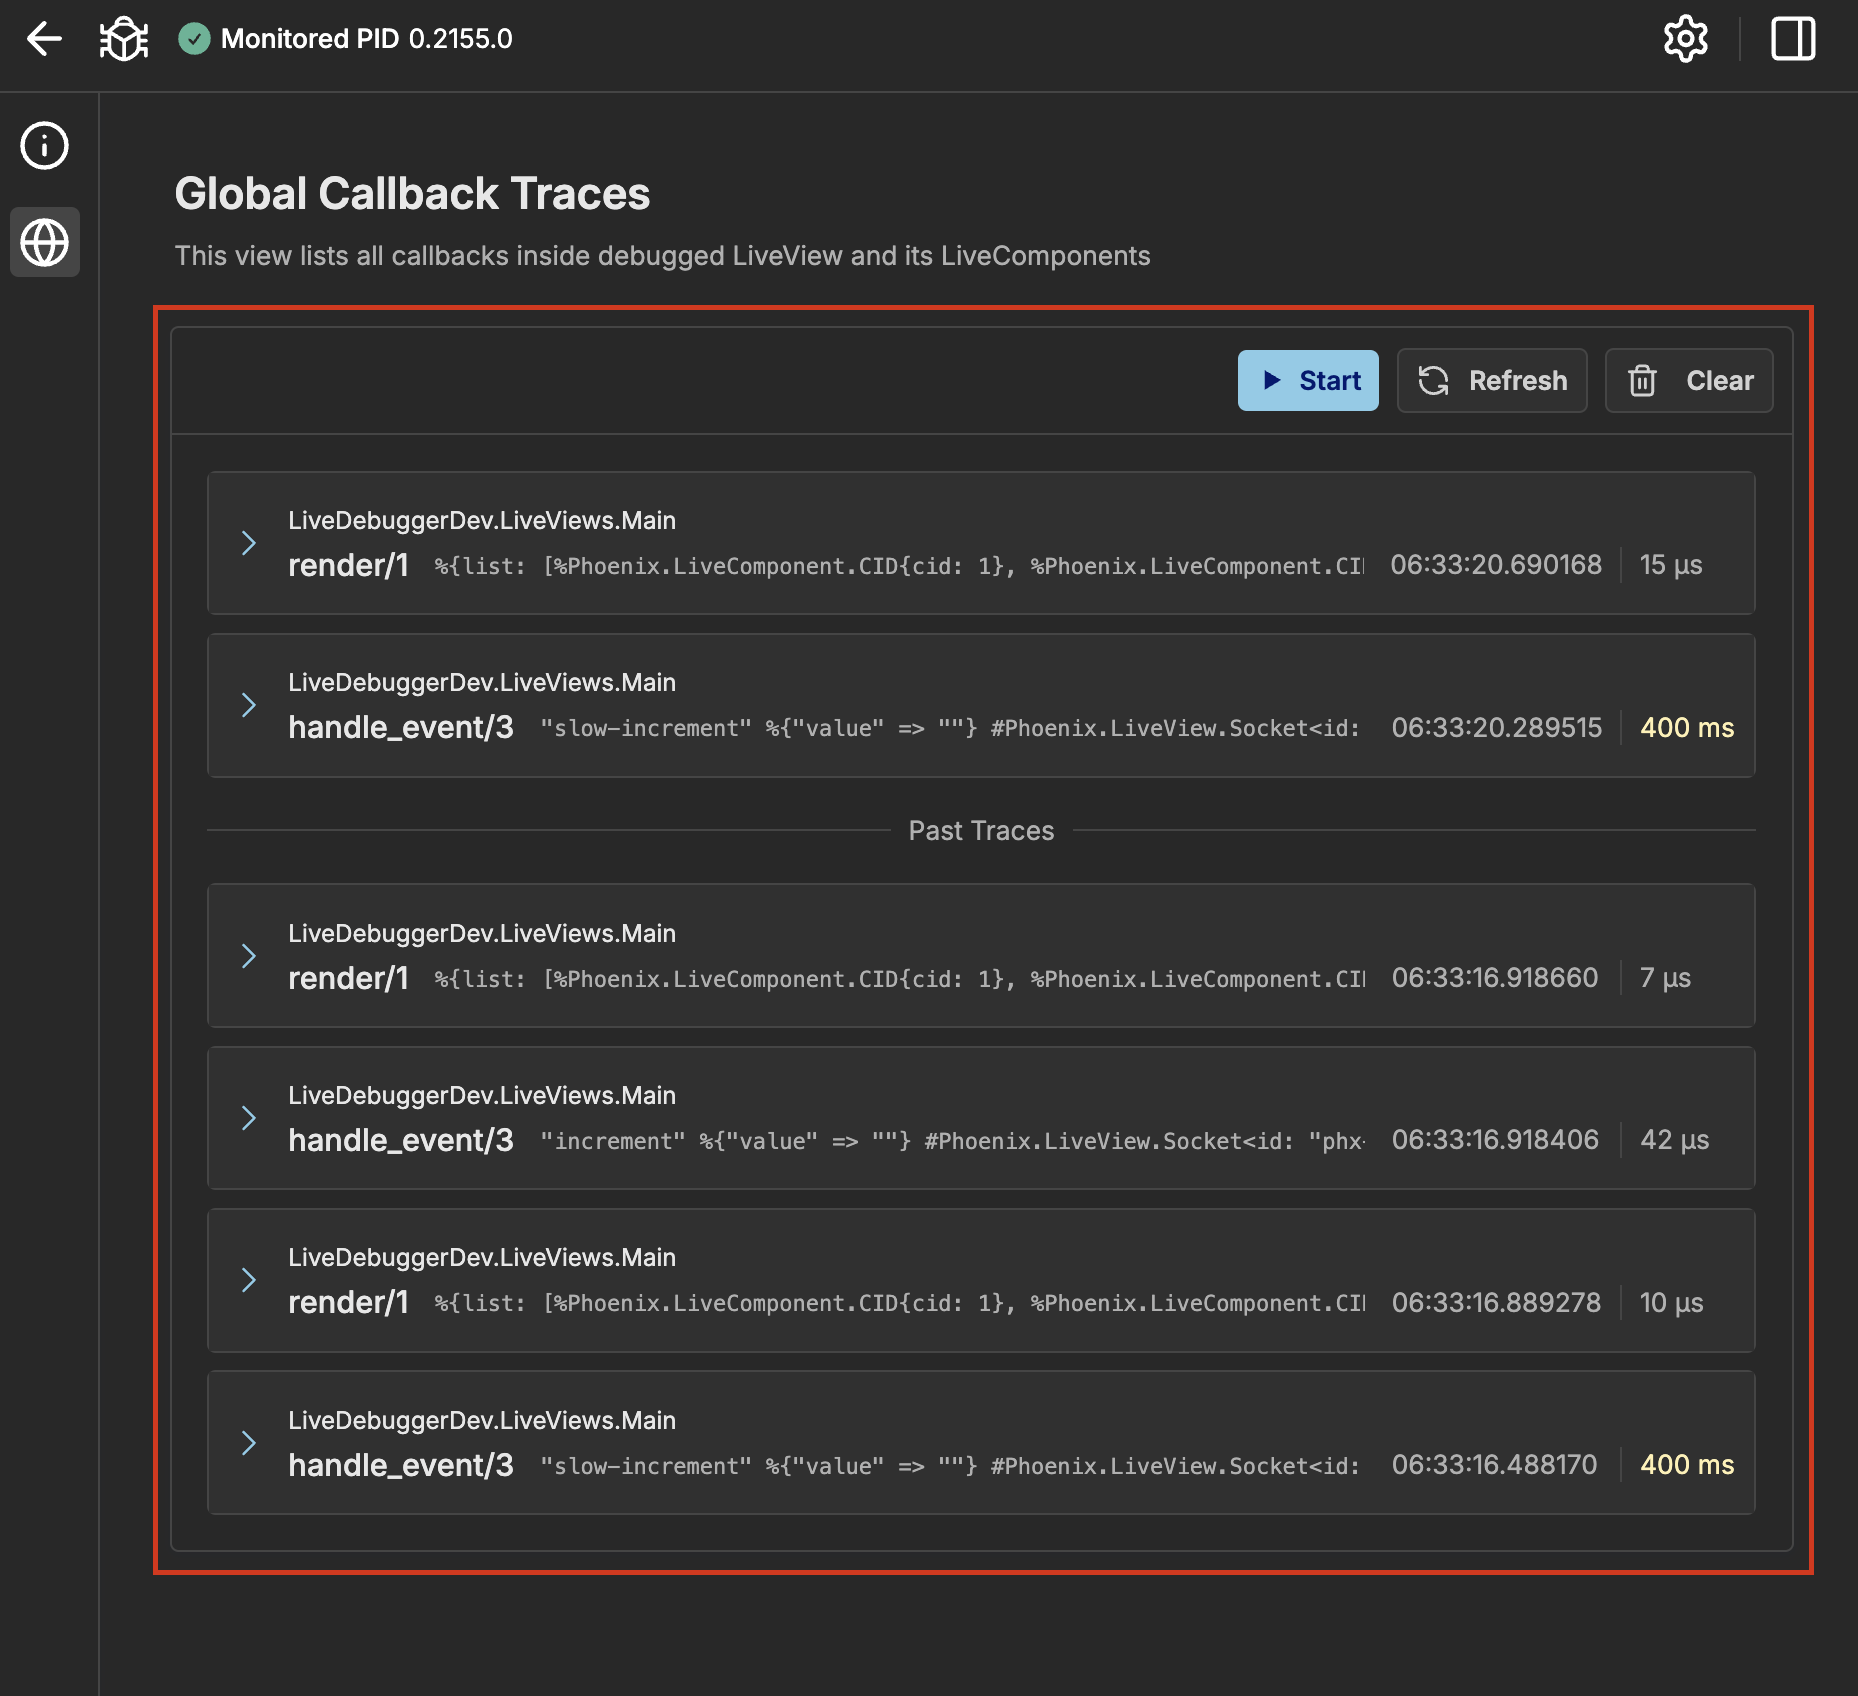 Monitored PID 0.2155.0
Global Callback Traces
This view lists all callbacks inside debugged LiveView and its LiveComponents
Start Refresh Clear
LiveDebuggerDev.LiveViews.Main
render/1 %{list: [%Phoenix.LiveComponent.CID{cid: 1}, %Phoenix.LiveComponent.CI 06:33:20.690168 15 µs
LiveDebuggerDev.LiveViews.Main
handle_event/3 "slow-increment" %{"value" => ""} #Phoenix.LiveView.Socket<id: 06:33:20.289515 400 ms
Past Traces
LiveDebuggerDev.LiveViews.Main
render/1 %{list: [%Phoenix.LiveComponent.CID{cid: 1}, %Phoenix.LiveComponent.CI 06:33:16.918660 7 µs
LiveDebuggerDev.LiveViews.Main
handle_event/3 "increment" %{"value" => ""} #Phoenix.LiveView.Socket<id: "phx- 06:33:16.918406 42 µs
LiveDebuggerDev.LiveViews.Main
render/1 %{list: [%Phoenix.LiveComponent.CID{cid: 1}, %Phoenix.LiveComponent.CI 06:33:16.889278 10 µs
LiveDebuggerDev.LiveViews.Main
handle_event/3 "slow-increment" %{"value" => ""} #Phoenix.LiveView.Socket<id: 06:33:16.488170 400 ms